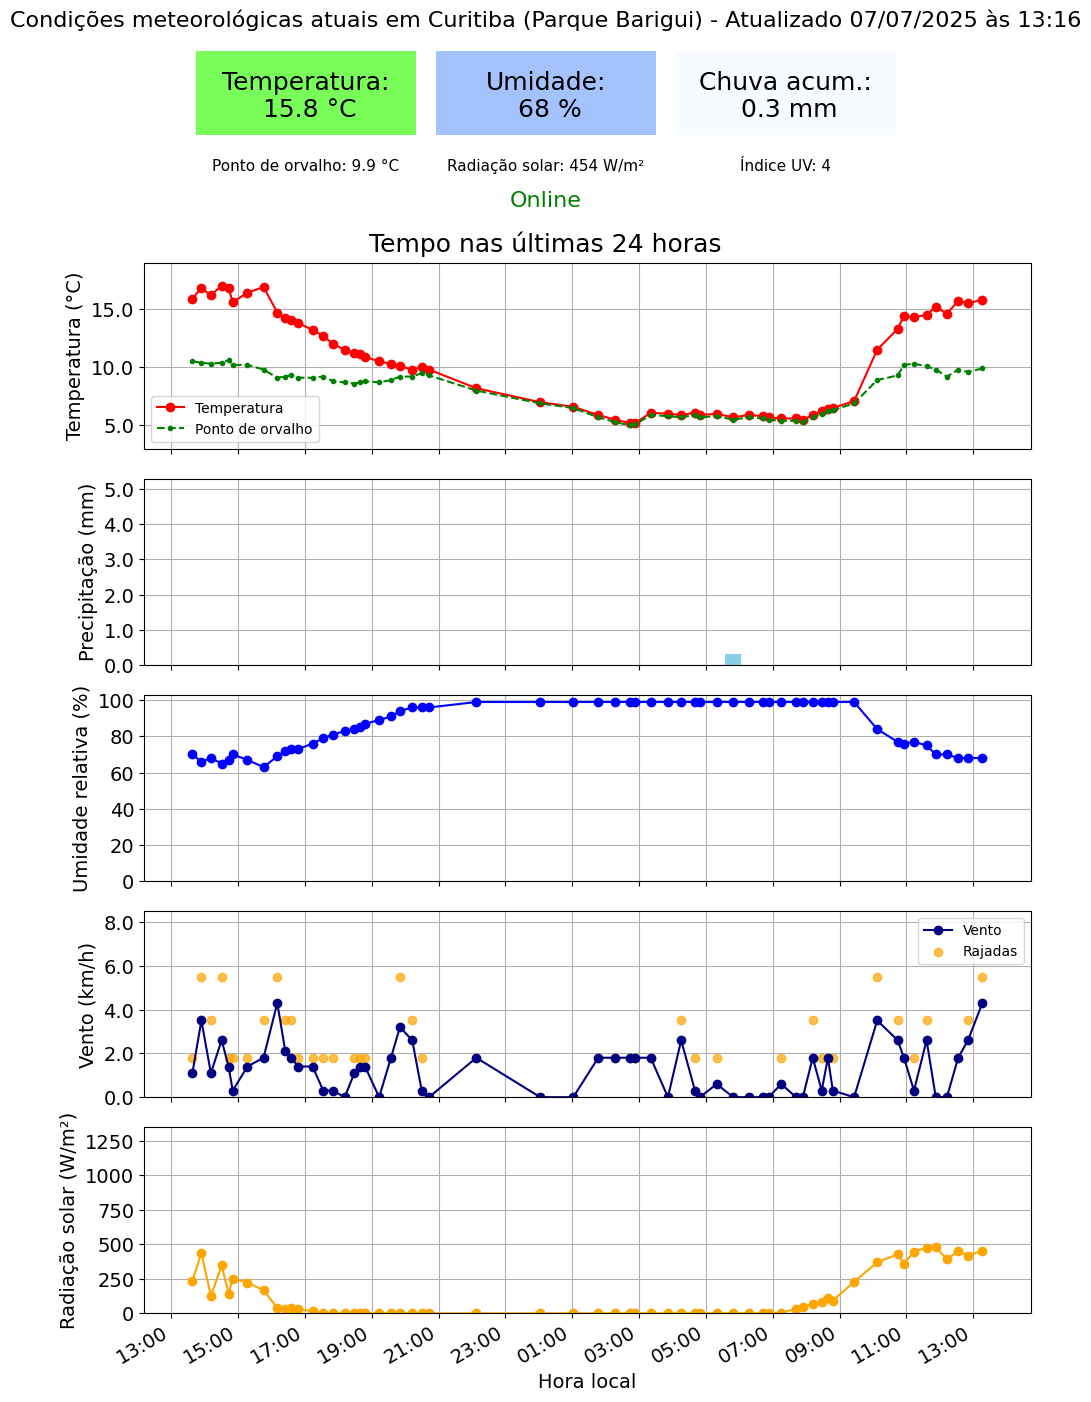 Condições meteorológicas atuais em Curitiba (Parque Barigui) - Atualizado 07/07/2025 às 13:16
Temperatura:
15.8 °C
Umidade:
68 %
Chuva acum.:
0.3 mm
Ponto de orvalho: 9.9 °C
Radiação solar: 454 W/m²
Índice UV: 4
Online
Tempo nas últimas 24 horas
Temperatura (°C)
15.0
10.0
5.0
Temperatura
Ponto de orvalho
Precipitação (mm)
5.0
4.0
3.0
2.0
1.0
0.0
Umidade relativa (%)
100
80
60
40
20
0
Vento (km/h)
8.0
6.0
4.0
2.0
0.0
Vento
Rajadas
Radiação solar (W/m²)
1250
1000
750
500
250
0
13:00
15:00
17:00
19:00
21:00
23:00
01:00
03:00
05:00
07:00
09:00
11:00
13:00
Hora local